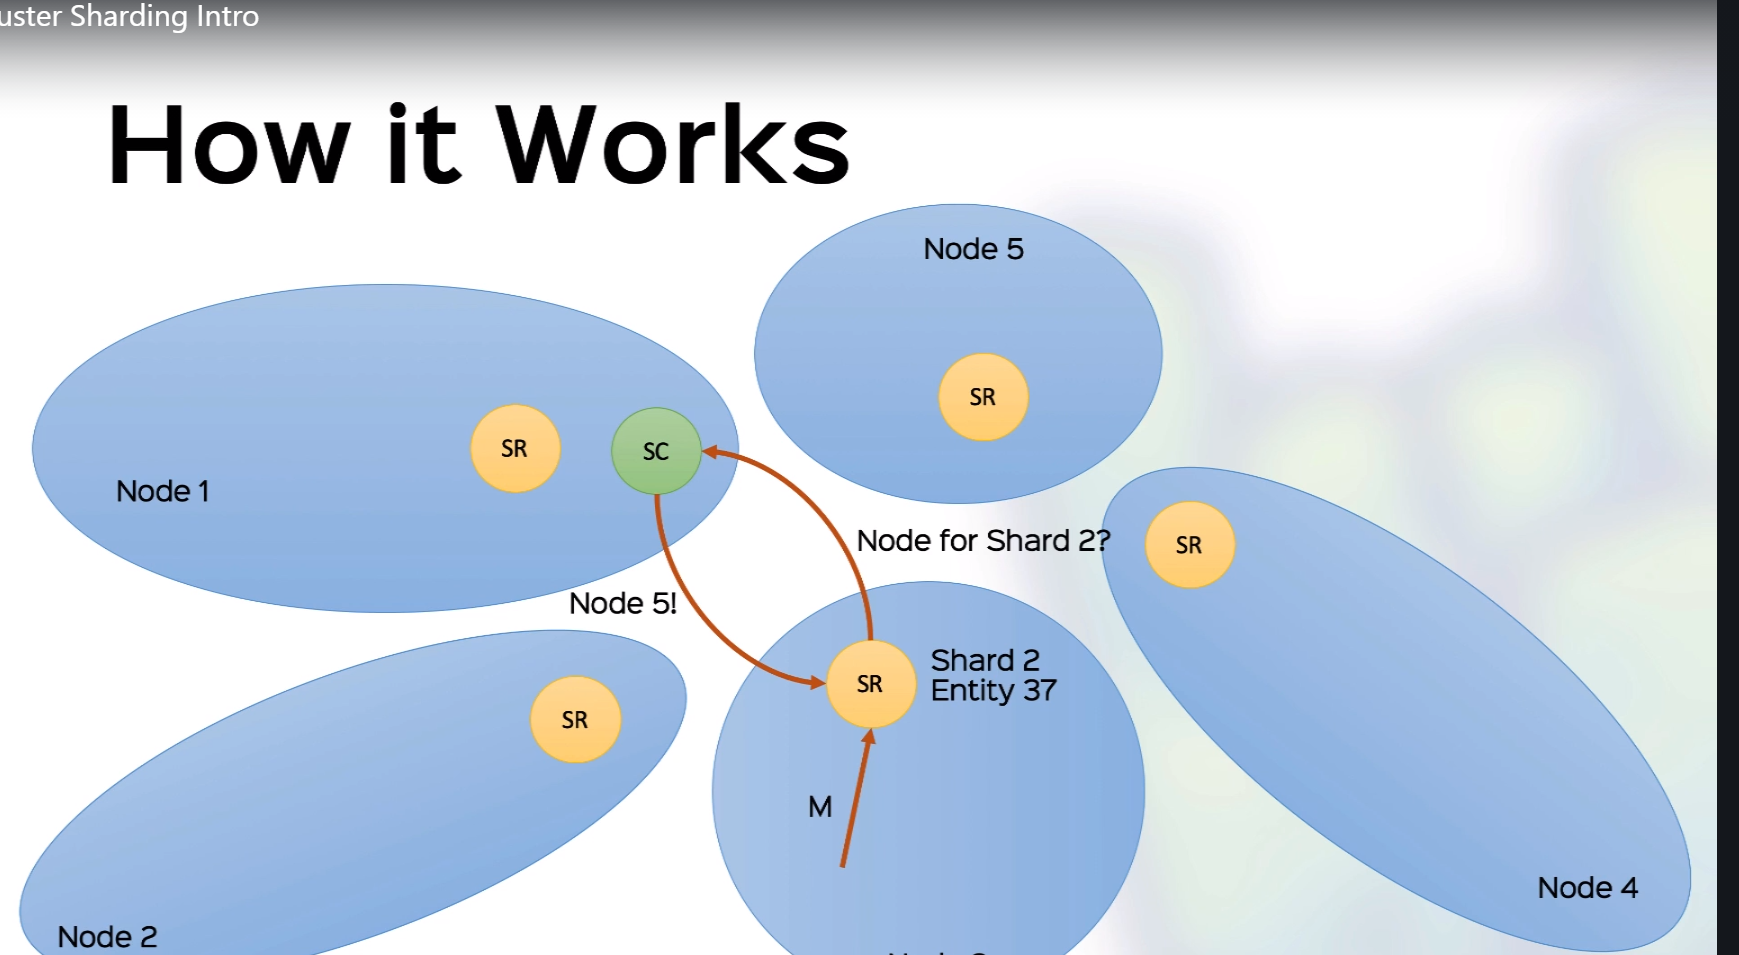 uster Sharding Intro
How it Works
Node 5
SR
SR
SC
Node 1
Node for Shard 2?
SR
Node 5!
Shard 2
Entity 37
SR
SR
M
Node 4
Node 2